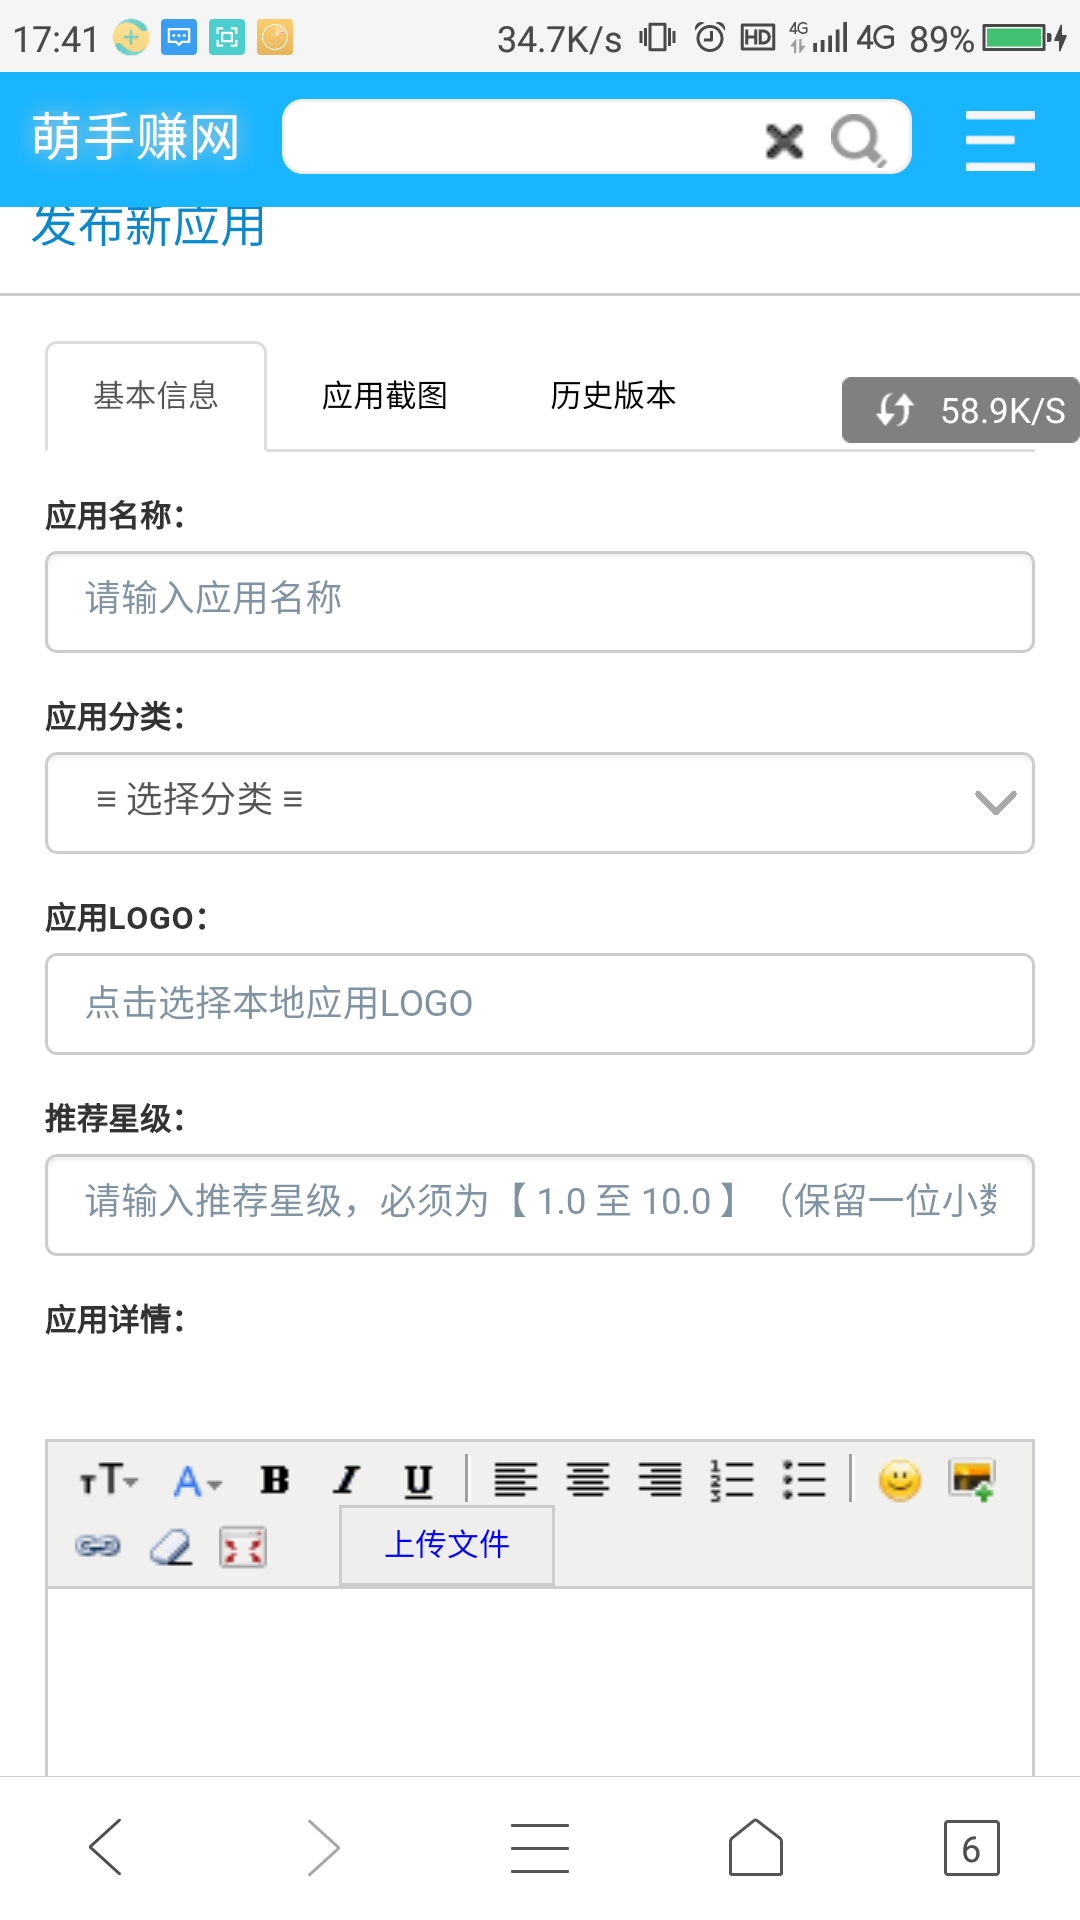 17:41 34.7K/s HD 4G 4G 89%
萌手赚网
发布新应用
基本信息 应用截图 历史版本
58.9K/S
应用名称：
请输入应用名称
应用分类：
≡ 选择分类 ≡
应用LOGO：
点击选择本地应用LOGO
推荐星级：
请输入推荐星级，必须为【 1.0 至 10.0 】（保留一位小数
应用详情：
TT A B I U
上传文件
6